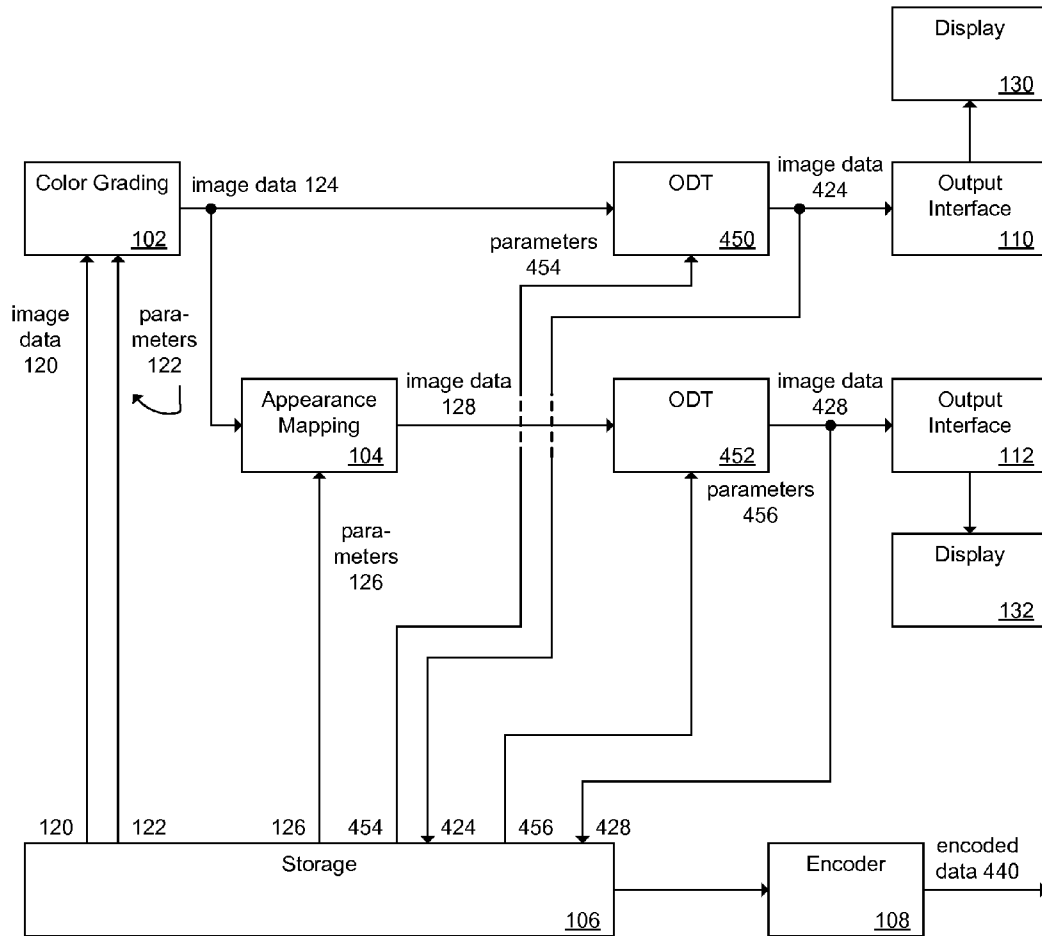 Display
130
Color Grading
102
image data 124
ODT
450
image data
424
Output
Interface
110
parameters
454
image
data
120
para-
meters
122
Appearance
Mapping
104
image data
128
ODT
452
image data
428
Output
Interface
112
parameters
456
para-
meters
126
Display
132
120
122
126
454
424
456
428
Storage
106
Encoder
108
encoded
data 440